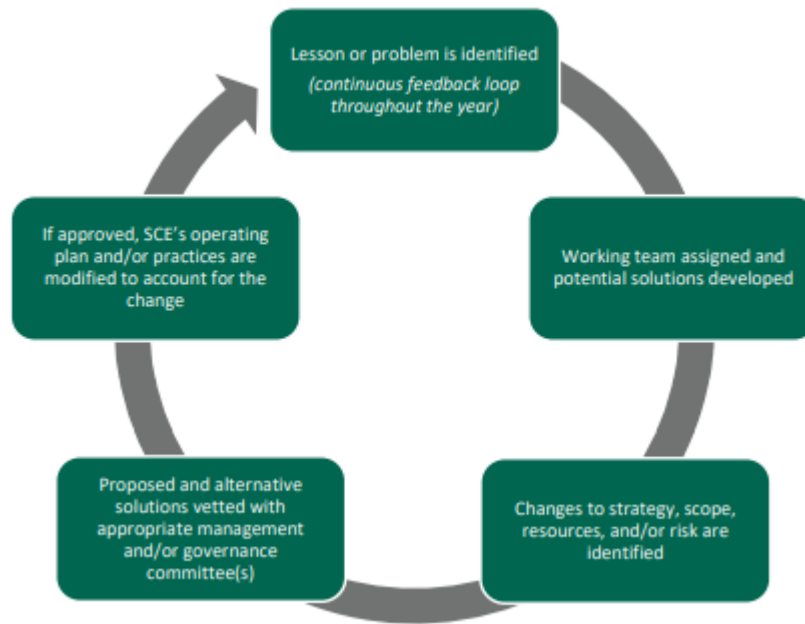 Lesson or problem is identified
(continuous feedback loop
throughout the year)
Working team assigned and
potential solutions developed
Changes to strategy, scope,
resources, and/or risk are
identified
Proposed and alternative
solutions vetted with
appropriate management
and/or governance
committee(s)
If approved, SCE's operating
plan and/or practices are
modified to account for the
change